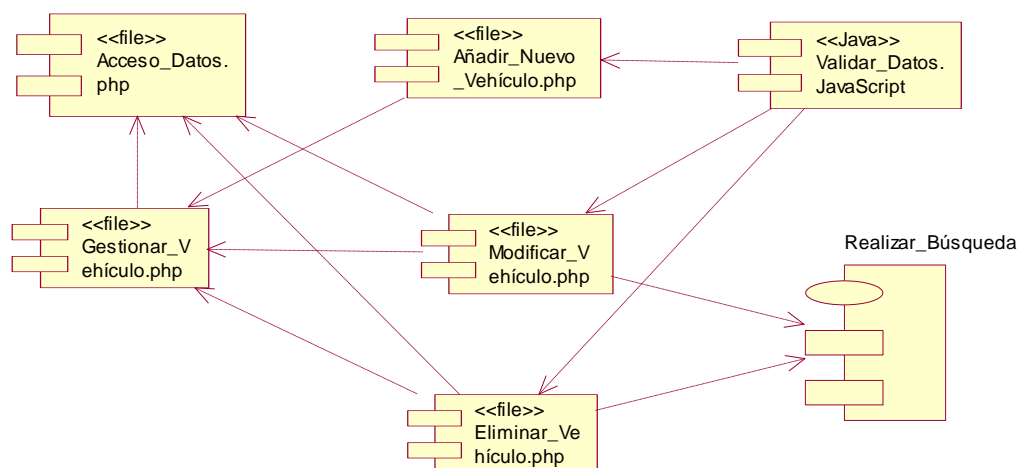 <<file>>
Acceso_Datos.
php
<<file>>
Añadir_Nuevo
_Vehículo.php
<<Java>>
Validar_Datos.
JavaScript
<<file>>
Gestionar_V
ehículo.php
<<file>>
Modificar_V
ehículo.php
Realizar_Búsqueda
<<file>>
Eliminar_Ve
hículo.php